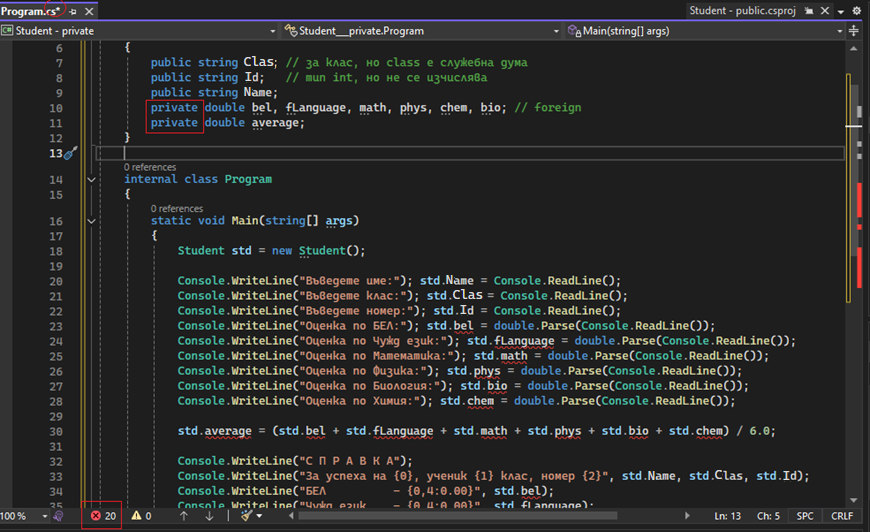 Program.cs*
Student - public.csproj
Student - private
Student__private.Program
Main(string[] args)
6 {
7 public string Clas; // за клас, но class е служебна дума
8 public string Id; // тип int, но не се изчислява
9 public string Name;
10 private double bel, fLanguage, math, phys, chem, bio; // foreign
11 private double average;
12 }
13
0 references
14 internal class Program
15 {
0 references
16 static void Main(string[] args)
17 {
18 Student std = new Student();
19
20 Console.WriteLine("Въведете име:"); std.Name = Console.ReadLine();
21 Console.WriteLine("Въведете клас:"); std.Clas = Console.ReadLine();
22 Console.WriteLine("Въведете номер:"); std.Id = Console.ReadLine();
23 Console.WriteLine("Оценка по БЕЛ:"); std.bel = double.Parse(Console.ReadLine());
24 Console.WriteLine("Оценка по Чужд език:"); std.fLanguage = double.Parse(Console.ReadLine());
25 Console.WriteLine("Оценка по Математика:"); std.math = double.Parse(Console.ReadLine());
26 Console.WriteLine("Оценка по Физика:"); std.phys = double.Parse(Console.ReadLine());
27 Console.WriteLine("Оценка по Биология:"); std.bio = double.Parse(Console.ReadLine());
28 Console.WriteLine("Оценка по Химия:"); std.chem = double.Parse(Console.ReadLine());
29
30 std.average = (std.bel + std.fLanguage + std.math + std.phys + std.bio + std.chem) / 6.0;
31
32 Console.WriteLine("С П Р А В К А");
33 Console.WriteLine("За успеха на {0}, ученик {1} клас, номер {2}", std.Name, std.Clas, std.Id);
34 Console.WriteLine("БЕЛ – {0,4:0.00}", std.bel);
35 Console.WriteLine("Чужд език – {0,4:0.00}", std.fLanguage);
100 %
20
0
Ln: 13 Ch: 5 SPC CRLF